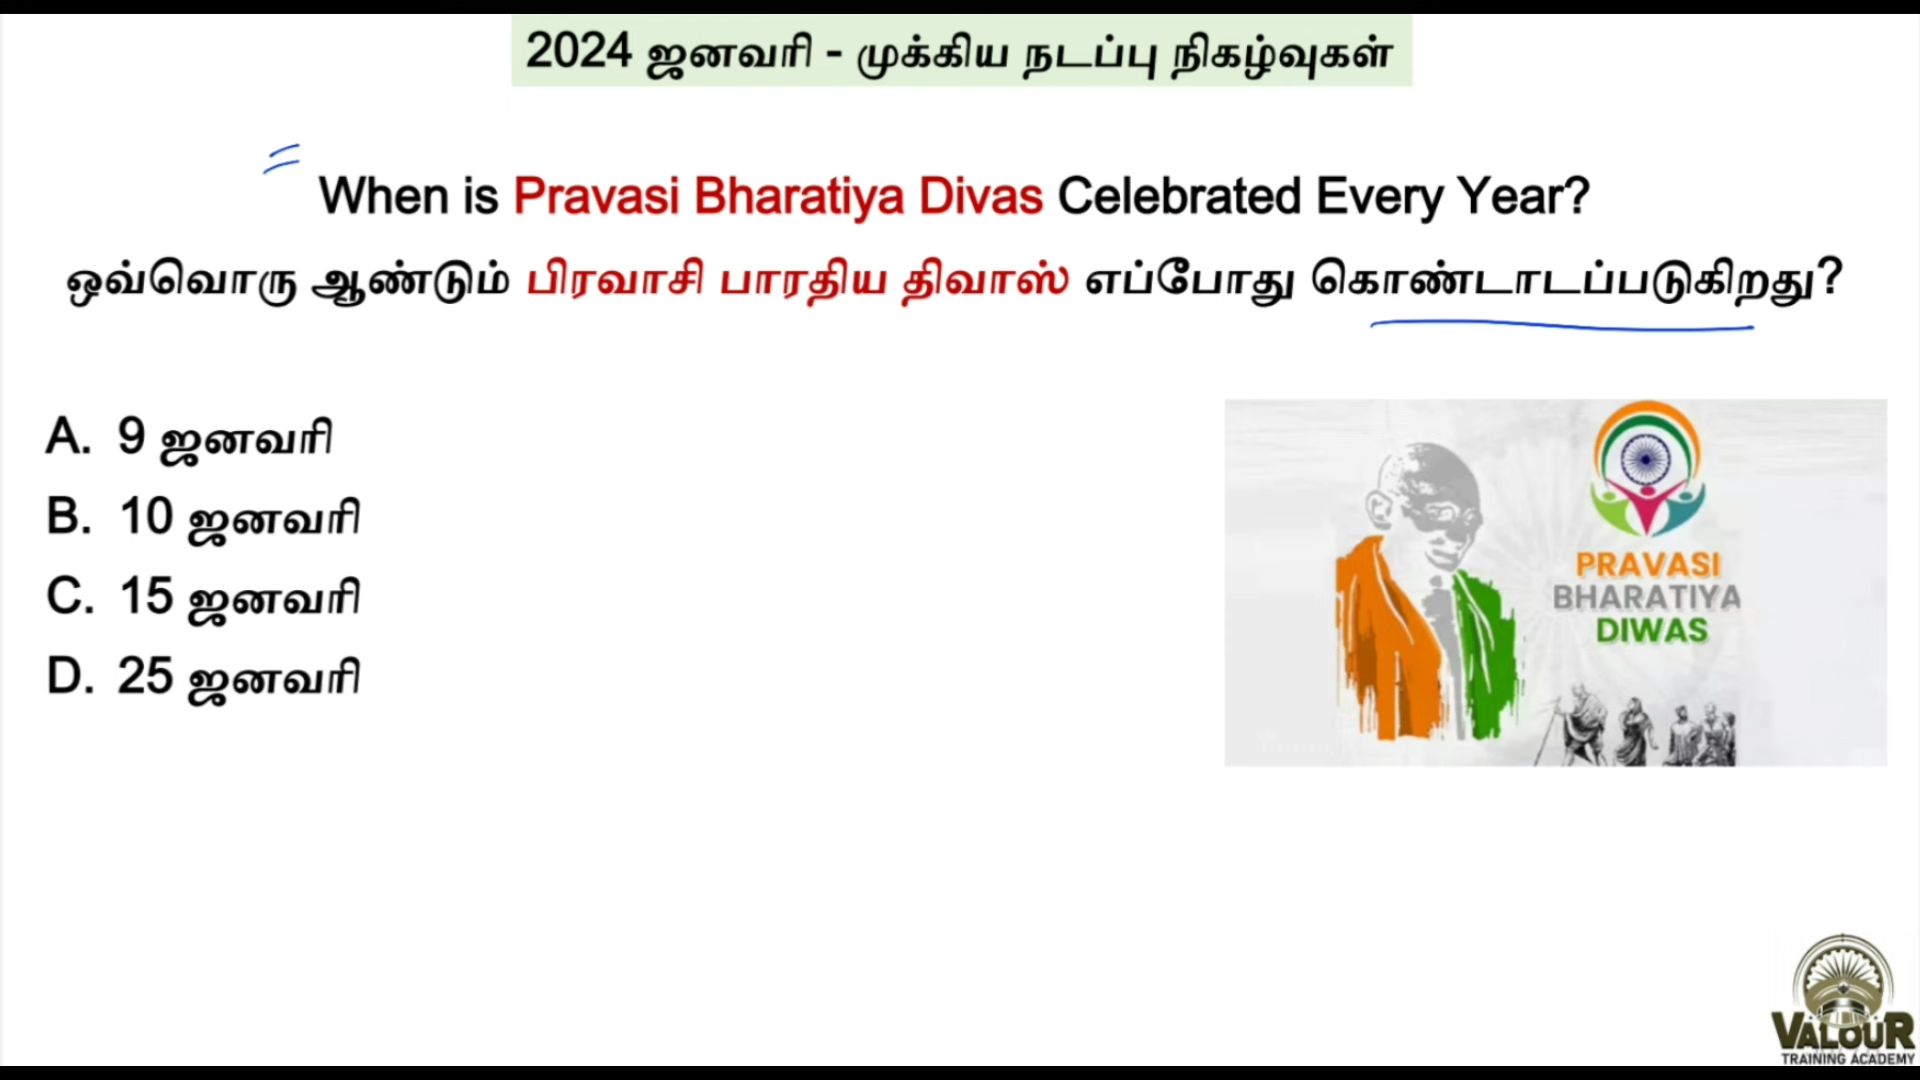 2024 ஜனவரி - முக்கிய நடப்பு நிகழ்வுகள்
When is Pravasi Bharatiya Divas Celebrated Every Year?
ஒவ்வொரு ஆண்டும் பிரவாசி பாரதிய திவாஸ் எப்போது கொண்டாடப்படுகிறது?
A. 9 ஜனவரி
B. 10 ஜனவரி
C. 15 ஜனவரி
D. 25 ஜனவரி
PRAVASI
BHARATIYA
DIWAS
VALOUR
TRAINING ACADEMY